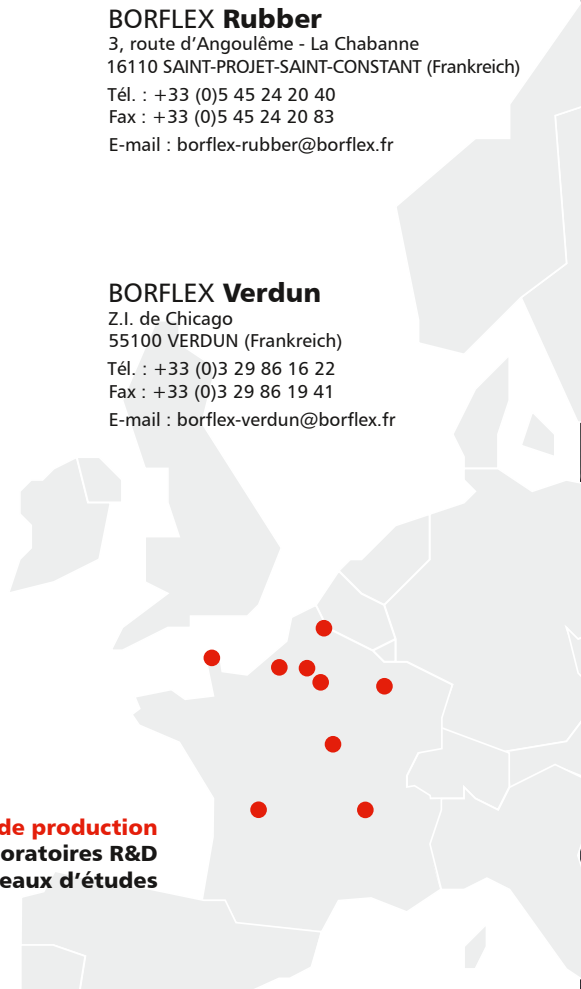 BORFLEX Rubber
3, route d'Angoulême - La Chabanne
16110 SAINT-PROJET-SAINT-CONSTANT (Frankreich)
Tél. : +33 (0)5 45 24 20 40
Fax : +33 (0)5 45 24 20 83
E-mail : borflex-rubber@borflex.fr
BORFLEX Verdun
Z.I. de Chicago
55100 VERDUN (Frankreich)
Tél. : +33 (0)3 29 86 16 22
Fax : +33 (0)3 29 86 19 41
E-mail : borflex-verdun@borflex.fr
de production
oratoires R&D
eaux d'études